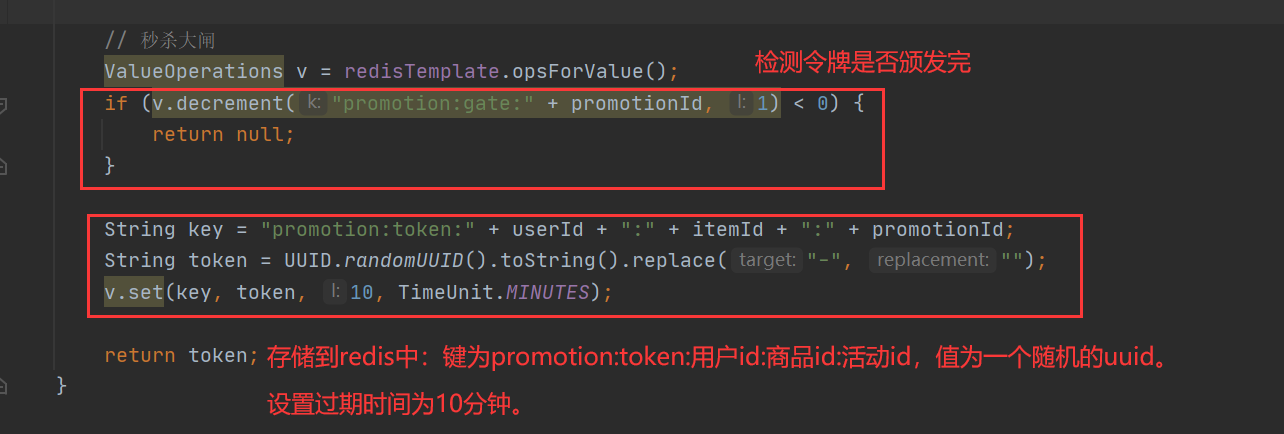 // 秒杀大闸
ValueOperations v = redisTemplate.opsForValue();
检测令牌是否颁发完
if (v.decrement( k: "promotion:gate:" + promotionId, l: 1) < 0) {
return null;
}
String key = "promotion:token:" + userId + ":" + itemId + ":" + promotionId;
String token = UUID.randomUUID().toString().replace( target: "-", replacement: "");
v.set(key, token, l: 10, TimeUnit.MINUTES);
return token;
存储到redis中：键为promotion:token:用户id:商品id:活动id，值为一个随机的uuid。
设置过期时间为10分钟。
}